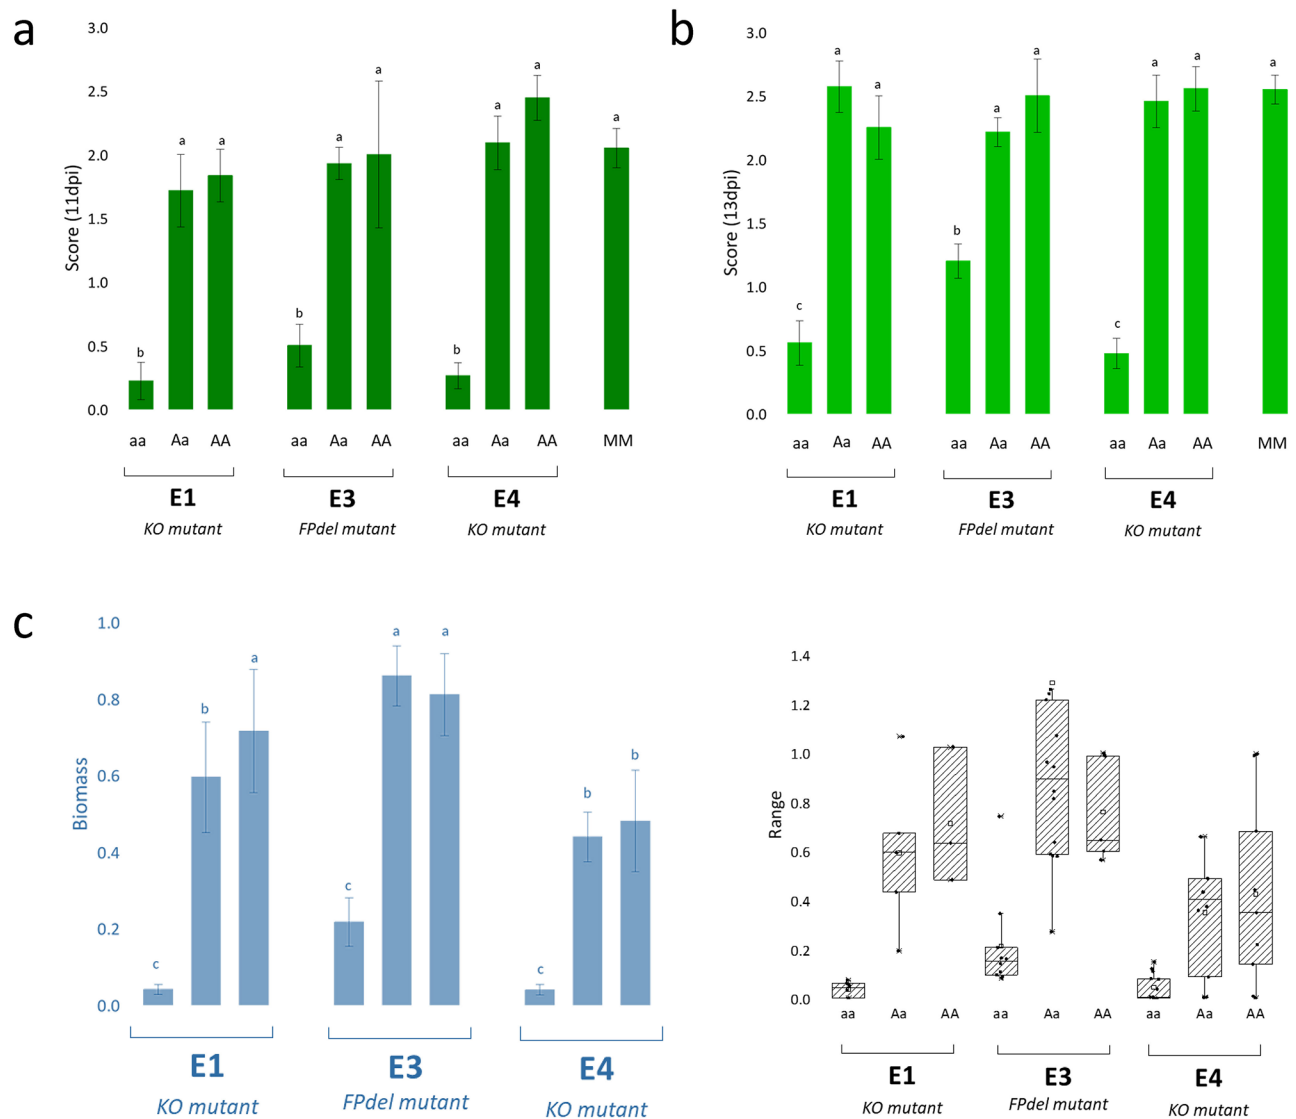 a
Score (11dpi)
3.0
2.5
2.0
1.5
1.0
0.5
0.0
b a a b a a b a a a
aa Aa AA aa Aa AA aa Aa AA MM
E1 E3 E4
KO mutant FPdel mutant KO mutant
b
Score (13dpi)
3.0
2.5
2.0
1.5
1.0
0.5
0.0
c a a b a a c a a a
aa Aa AA aa Aa AA aa Aa AA MM
E1 E3 E4
KO mutant FPdel mutant KO mutant
c
Biomass
1.0
0.8
0.6
0.4
0.2
0.0
c b a c a a c b b
E1 E3 E4
KO mutant FPdel mutant KO mutant
Range
1.4
1.2
1.0
0.8
0.6
0.4
0.2
0.0
aa Aa AA aa Aa AA aa Aa AA
E1 E3 E4
KO mutant FPdel mutant KO mutant